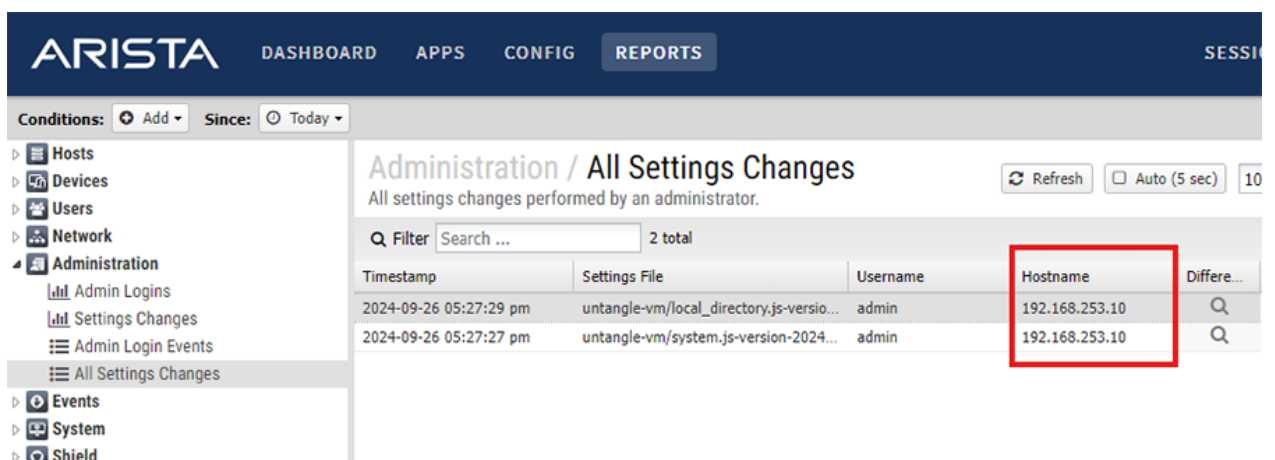 ARISTA DASHBOARD APPS CONFIG REPORTS SESSI
Conditions: Add Since: Today
Hosts
Devices
Users
Network
Administration
Admin Logins
Settings Changes
Admin Login Events
All Settings Changes
Events
System
Shield
Administration / All Settings Changes
All settings changes performed by an administrator.
Refresh Auto (5 sec) 10
Filter Search ... 2 total
Timestamp Settings File Username Hostname Differe...
2024-09-26 05:27:29 pm untangle-vm/local_directory.js-versio... admin 192.168.253.10
2024-09-26 05:27:27 pm untangle-vm/system.js-version-2024... admin 192.168.253.10